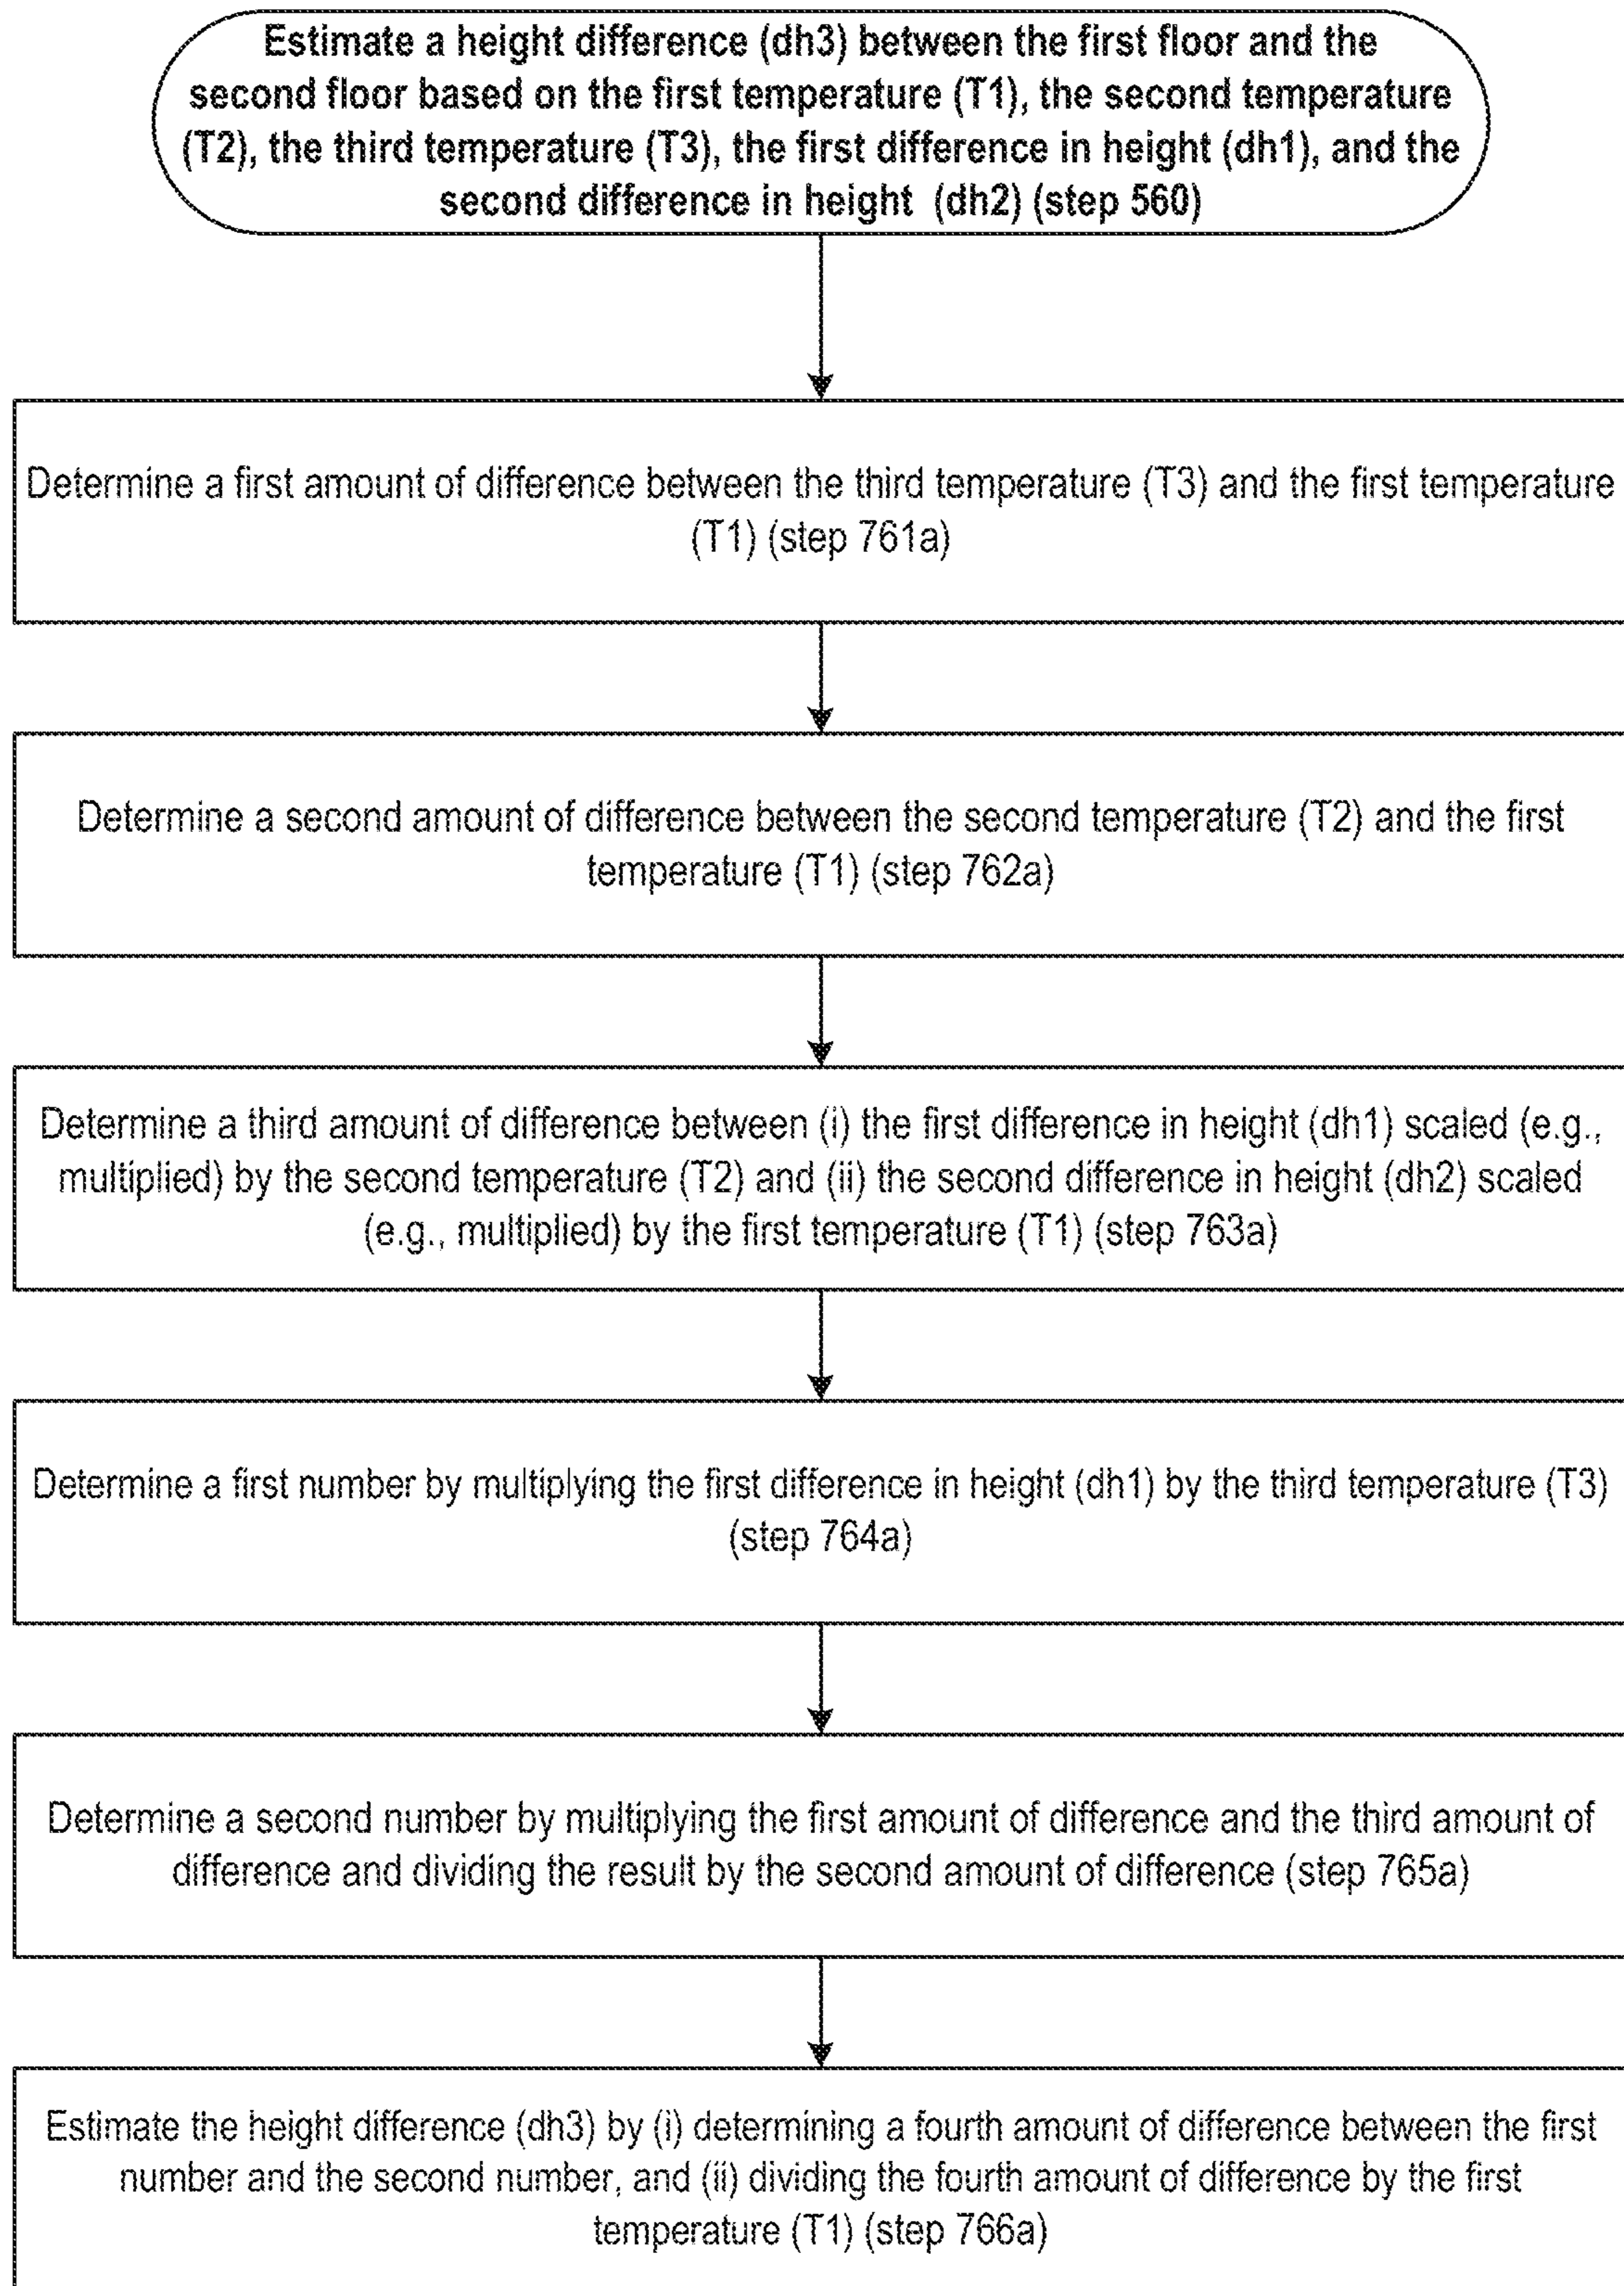 Estimate a height difference (dh3) between the first floor and the
second floor based on the first temperature (T1), the second temperature
(T2), the third temperature (T3), the first difference in height (dh1), and the
second difference in height (dh2) (step 560)
Determine a first amount of difference between the third temperature (T3) and the first temperature
(T1) (step 761a)
Determine a second amount of difference between the second temperature (T2) and the first
temperature (T1) (step 762a)
Determine a third amount of difference between (i) the first difference in height (dh1) scaled (e.g.,
multiplied) by the second temperature (T2) and (ii) the second difference in height (dh2) scaled
(e.g., multiplied) by the first temperature (T1) (step 763a)
Determine a first number by multiplying the first difference in height (dh1) by the third temperature (T3)
(step 764a)
Determine a second number by multiplying the first amount of difference and the third amount of
difference and dividing the result by the second amount of difference (step 765a)
Estimate the height difference (dh3) by (i) determining a fourth amount of difference between the first
number and the second number, and (ii) dividing the fourth amount of difference by the first
temperature (T1) (step 766a)